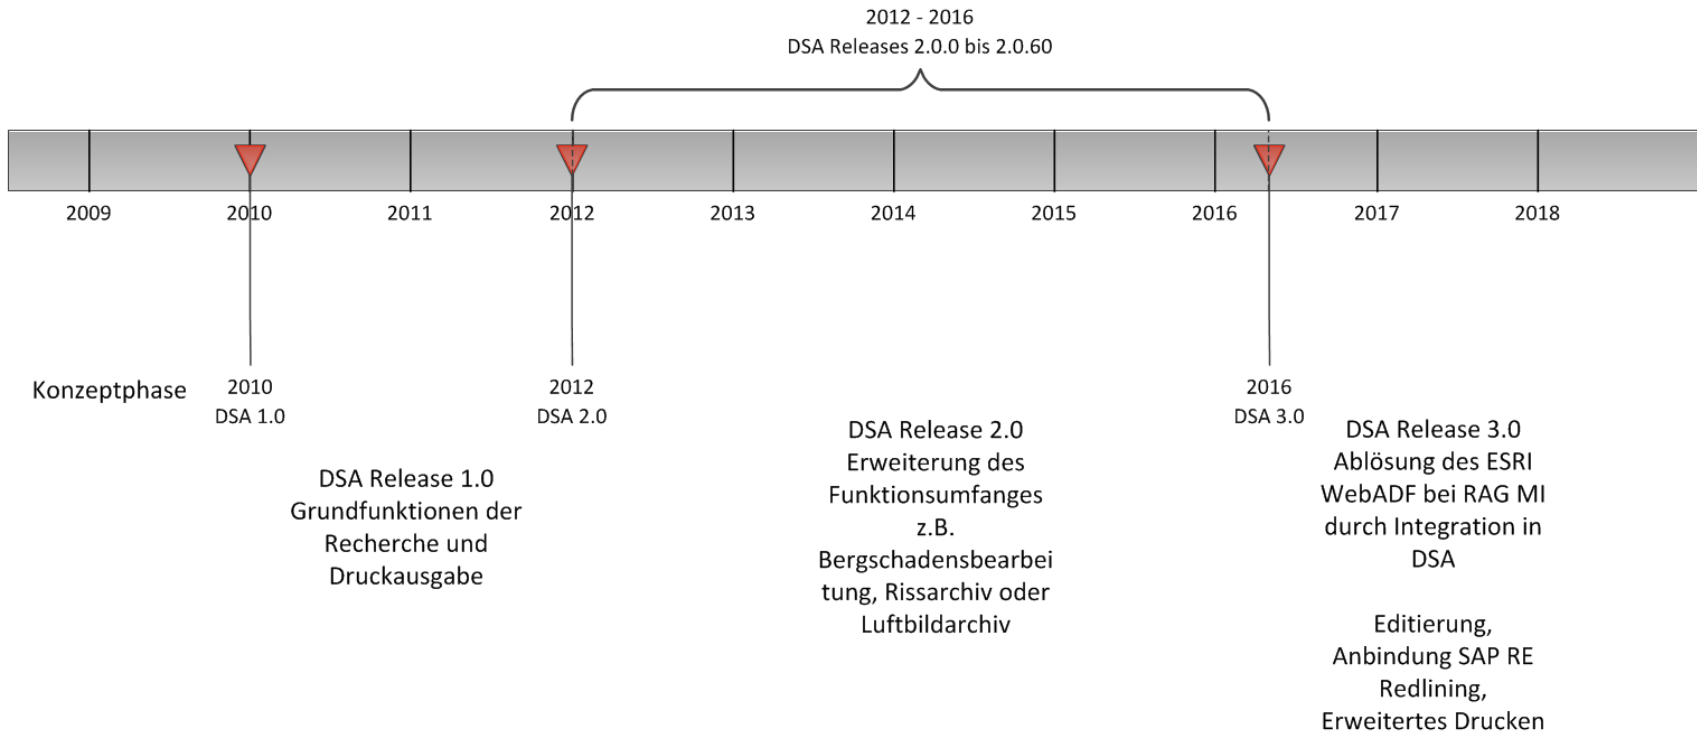 2012 - 2016
DSA Releases 2.0.0 bis 2.0.60
2009
2010
2011
2012
2013
2014
2015
2016
2017
2018
Konzeptphase
2010
DSA 1.0
2012
DSA 2.0
2016
DSA 3.0
DSA Release 1.0
Grundfunktionen der
Recherche und
Druckausgabe
DSA Release 2.0
Erweiterung des
Funktionsumfanges
z.B.
Bergschadensbearbei
tung, Rissarchiv oder
Luftbildarchiv
DSA Release 3.0
Ablösung des ESRI
WebADF bei RAG MI
durch Integration in
DSA
Editierung,
Anbindung SAP RE
Redlining,
Erweitertes Drucken